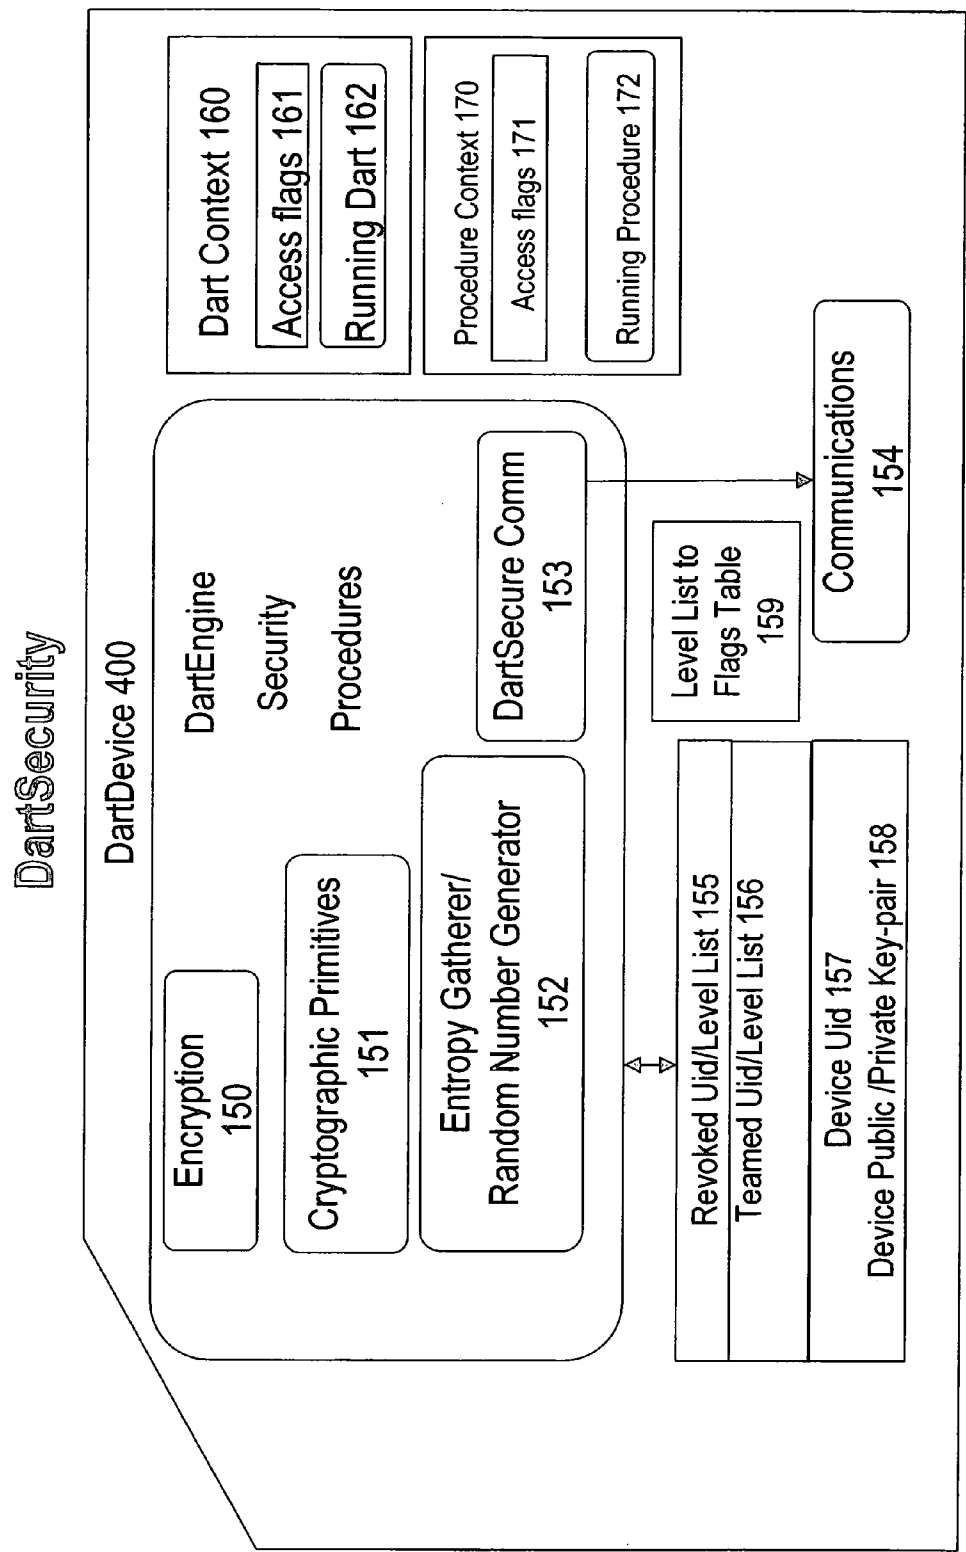 DartSecurity
DartDevice 400
DartEngine
Security
Procedures
Encryption
150
Cryptographic Primitives
151
Entropy Gatherer/
Random Number Generator
152
DartSecure Comm
153
Dart Context 160
Access flags 161
Running Dart 162
Procedure Context 170
Access flags 171
Running Procedure 172
Revoked Uid/Level List 155
Teamed Uid/Level List 156
Device Uid 157
Device Public /Private Key-pair 158
Level List to
Flags Table
159
Communications
154